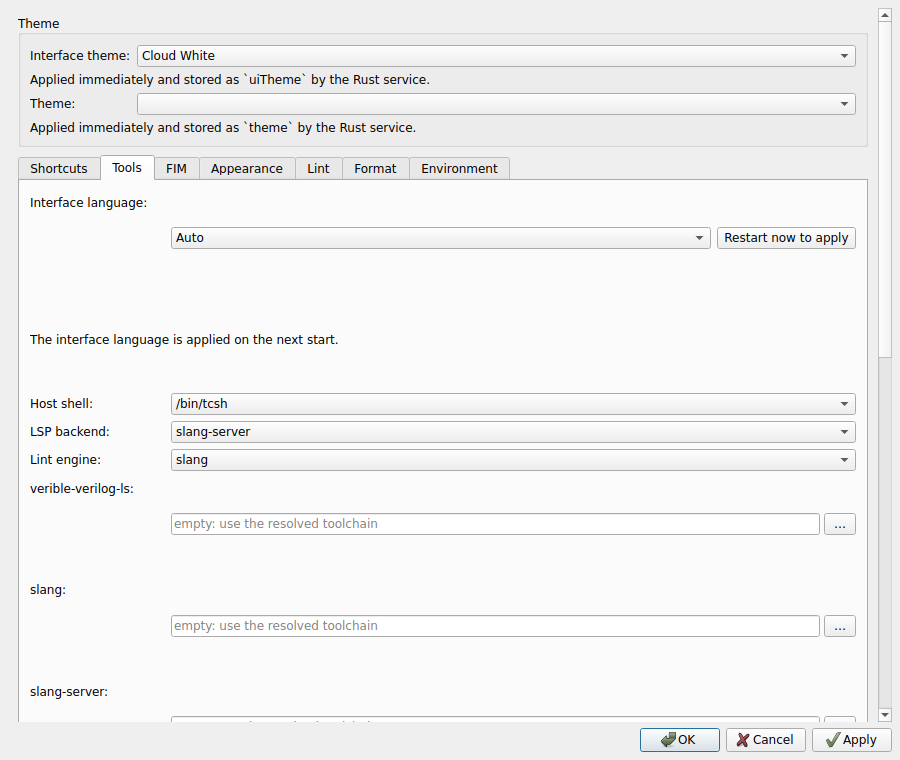 Theme
Interface theme: Cloud White
Applied immediately and stored as `uiTheme` by the Rust service.
Theme:
Applied immediately and stored as `theme` by the Rust service.
Shortcuts Tools FIM Appearance Lint Format Environment
Interface language:
Auto Restart now to apply
The interface language is applied on the next start.
Host shell: /bin/tcsh
LSP backend: slang-server
Lint engine: slang
verible-verilog-ls:
empty: use the resolved toolchain ...
slang:
empty: use the resolved toolchain ...
slang-server:
OK Cancel Apply